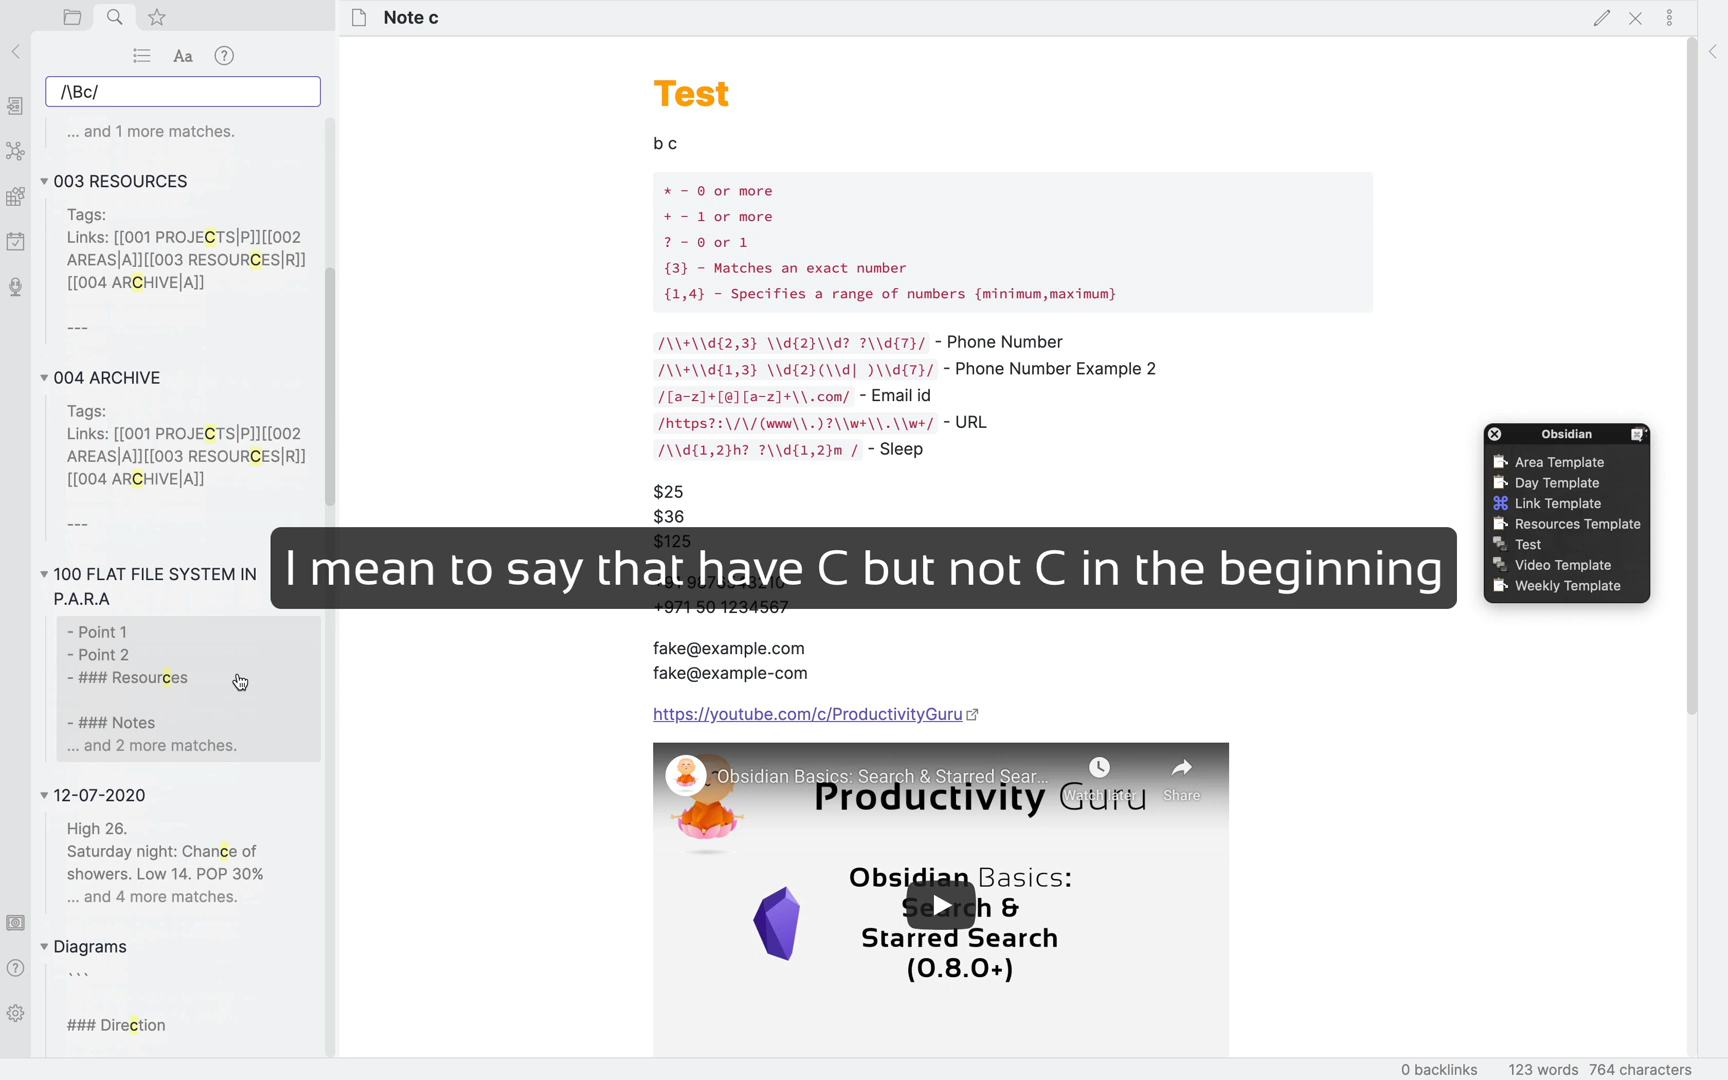 Note c
Aa
/\Bc/
... and 1 more matches.
003 RESOURCES
Tags:
Links: [[001 PROJECTS|P]][[002
AREAS|A]][[003 RESOURCES|R]]
[[004 ARCHIVE|A]]
---
004 ARCHIVE
Tags:
Links: [[001 PROJECTS|P]][[002
AREAS|A]][[003 RESOURCES|R]]
[[004 ARCHIVE|A]]
---
100 FLAT FILE SYSTEM IN
P.A.R.A
- Point 1
- Point 2
- ### Resources
- ### Notes
... and 2 more matches.
12-07-2020
High 26.
Saturday night: Chance of
showers. Low 14. POP 30%
... and 4 more matches.
Diagrams
```
### Direction
Test
b c
* - 0 or more
+ - 1 or more
? - 0 or 1
{3} - Matches an exact number
{1,4} - Specifies a range of numbers {minimum,maximum}
/\\+\\d{2,3} \\d{2}\\d? ?\\d{7}/ - Phone Number
/\\+\\d{1,3} \\d{2}(\\d| )\\d{7}/ - Phone Number Example 2
/[a-z]+[@][a-z]+\\.com/ - Email id
/https?:\/\/(www\\.)?\\w+\\.\\w+/ - URL
/\\d{1,2}h? ?\\d{1,2}m / - Sleep
$25
$36
$125
I mean to say that have C but not C in the beginning
+971 50 1234567
fake@example.com
fake@example-com
https://youtube.com/c/ProductivityGuru
Obsidian Basics: Search & Starred Sear...
Watch later
Share
Productivity Guru
Obsidian Basics:
Search &
Starred Search
(0.8.0+)
Obsidian
Area Template
Day Template
Link Template
Resources Template
Test
Video Template
Weekly Template
0 backlinks
123 words
764 characters